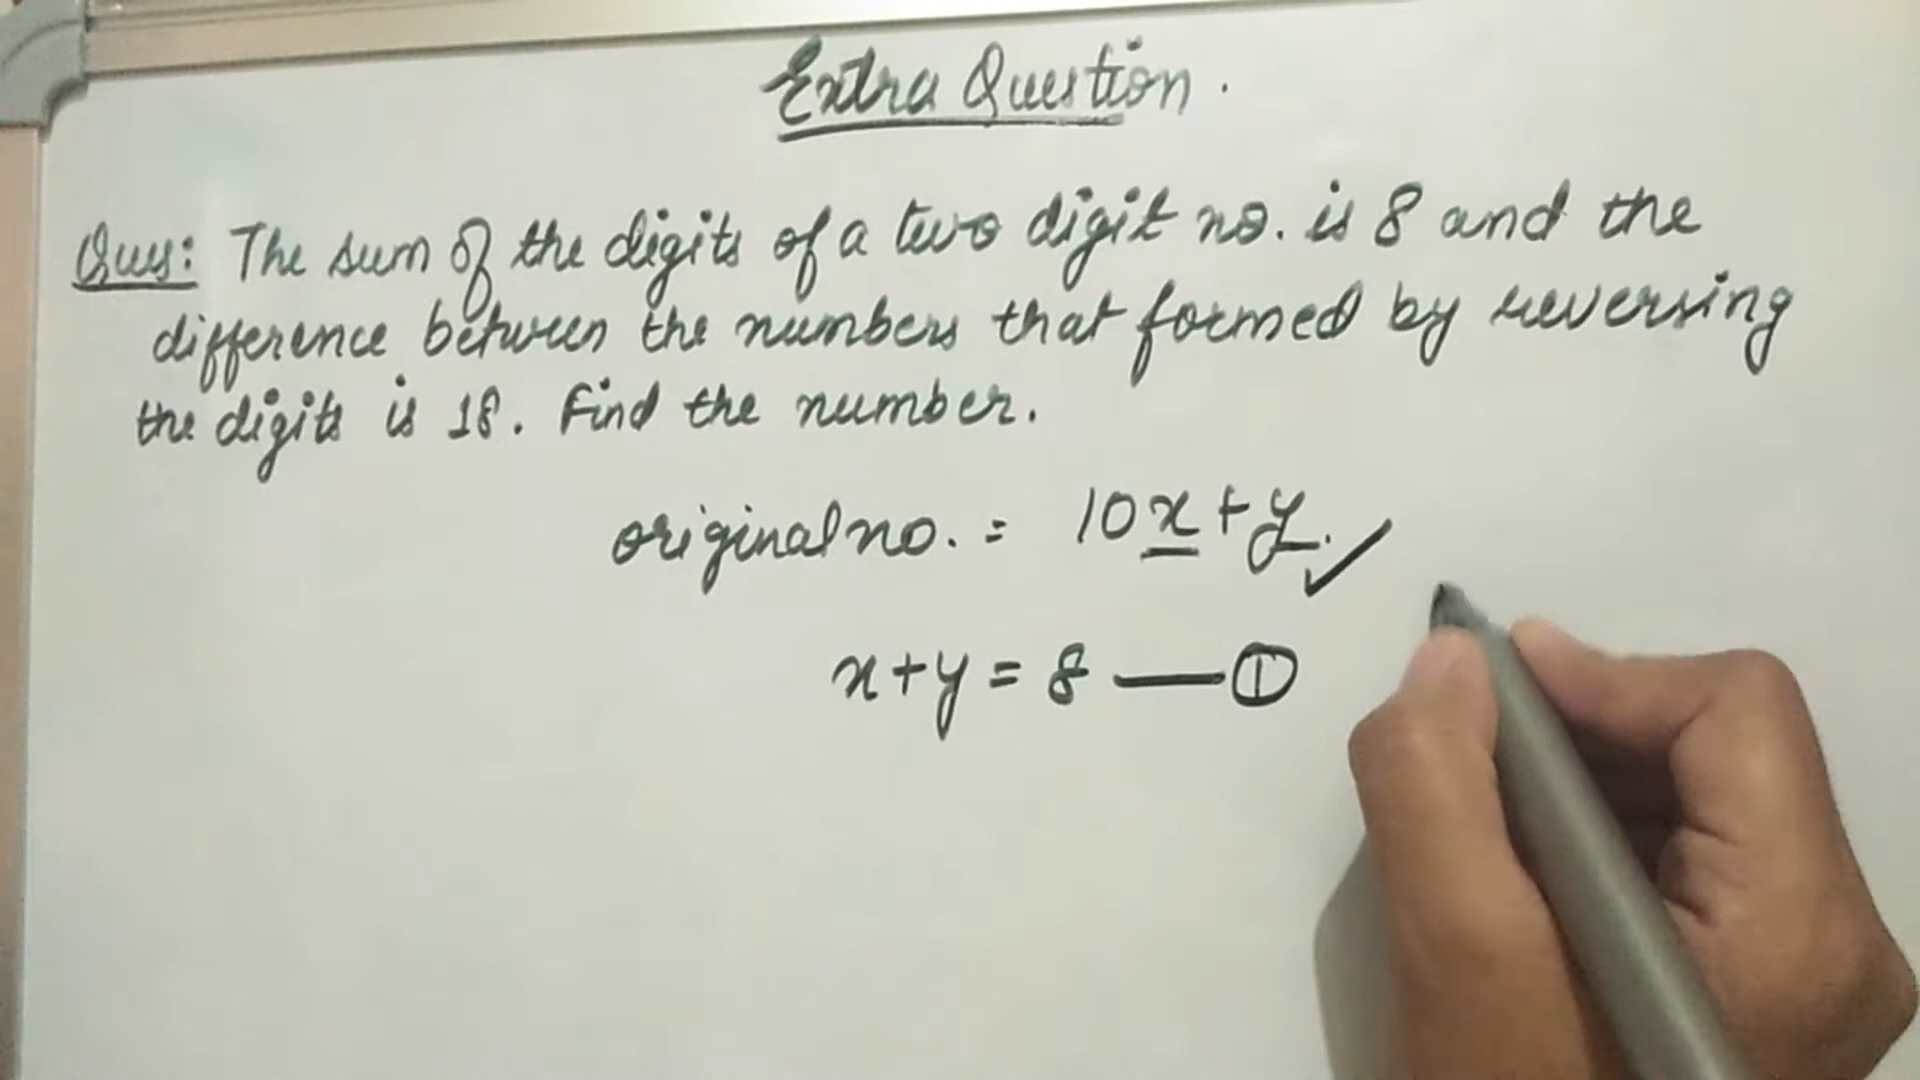 Extra Question.
Ques: The sum of the digits of a two digit no. is 8 and the
difference between the numbers that formed by reversing
the digits is 18. Find the number.
original no. = 10x + y.
x + y = 8 — ①